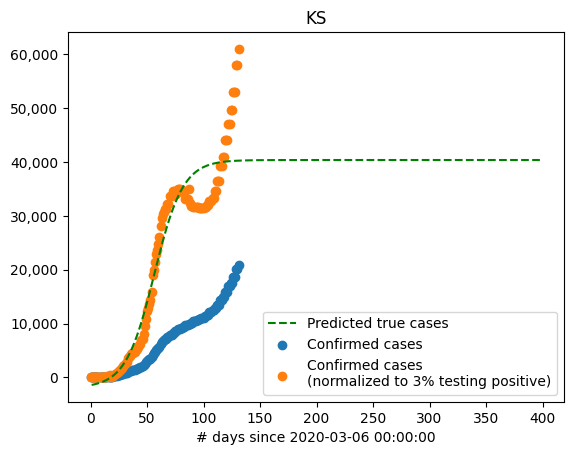 KS
60,000
50,000
40,000
30,000
20,000
10,000
0
Predicted true cases
Confirmed cases
Confirmed cases
(normalized to 3% testing positive)
0 50 100 150 200 250 300 350 400
# days since 2020-03-06 00:00:00